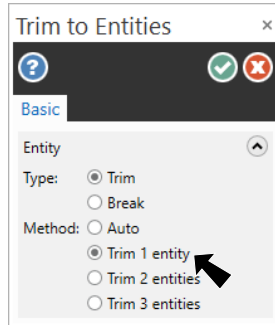 Trim to Entities ×
?
Basic
Entity
Type: Trim
Break
Method: Auto
Trim 1 entity
Trim 2 entities
Trim 3 entities